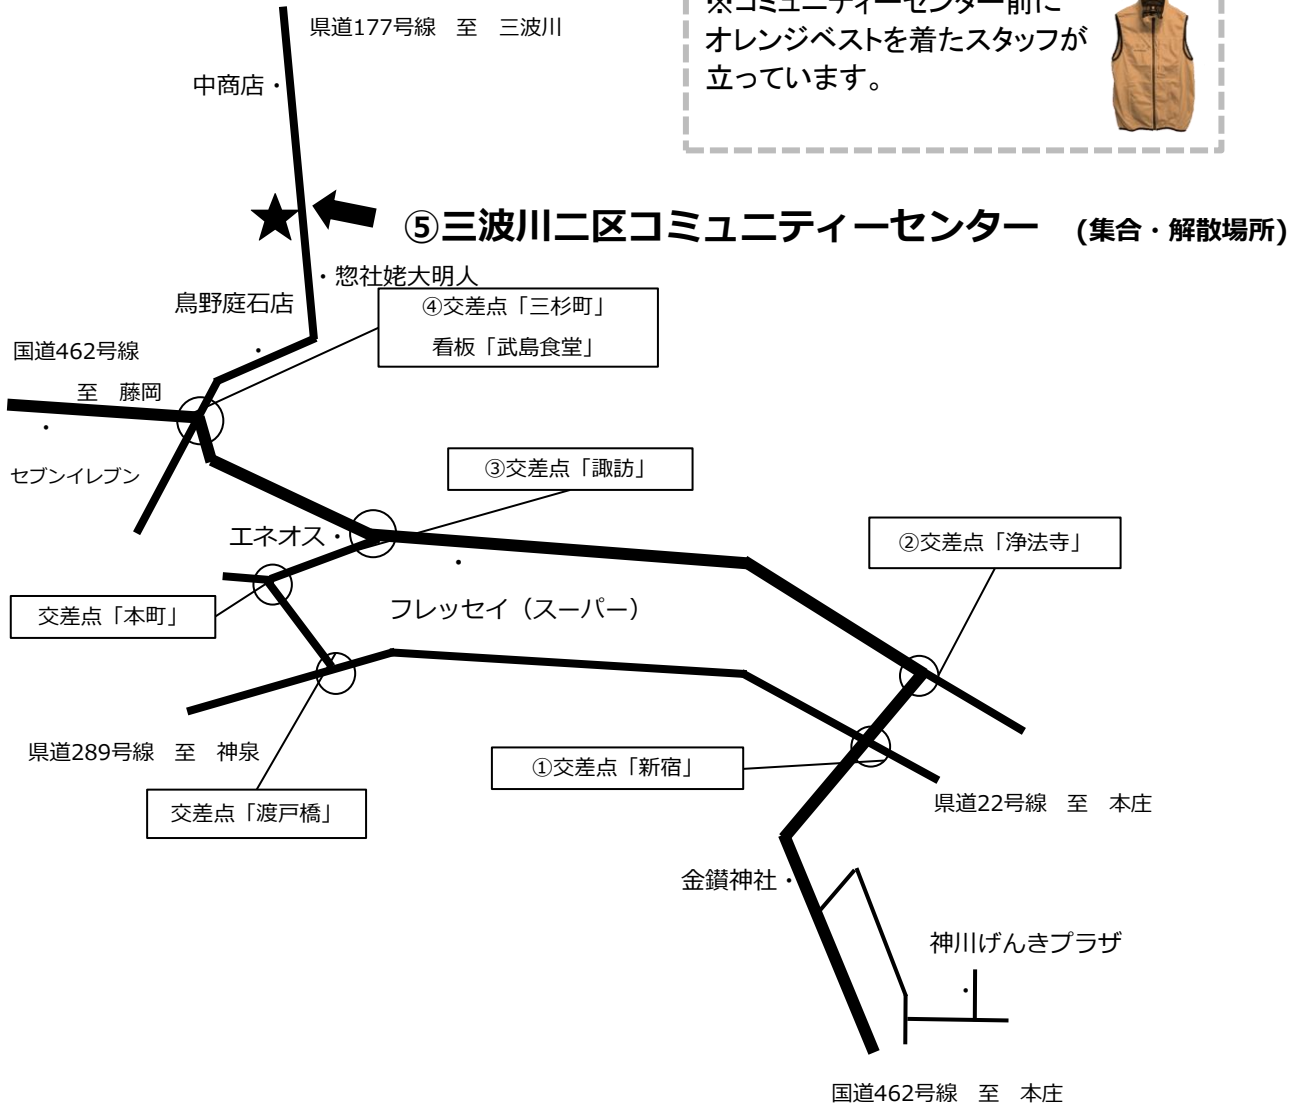 ※コミュニティーセンター前に
オレンジベストを着たスタッフが
立っています。
県道177号線　至　三波川
中商店・
⑤三波川二区コミュニティーセンター　(集合・解散場所)
・惣社姥大明人
鳥野庭石店
④交差点「三杉町」
看板「武島食堂」
国道462号線
至　藤岡
セブンイレブン
③交差点「諏訪」
エネオス・
②交差点「浄法寺」
交差点「本町」
フレッセイ（スーパー）
県道289号線　至　神泉
①交差点「新宿」
交差点「渡戸橋」
県道22号線　至　本庄
金鑚神社・
神川げんきプラザ
国道462号線　至　本庄